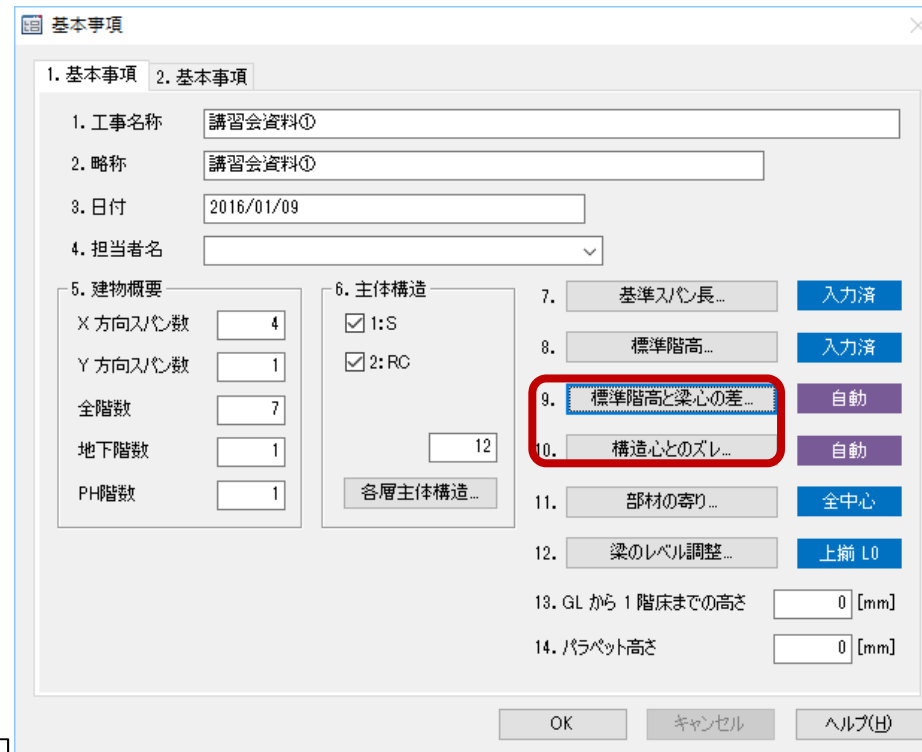 基本事項
1. 基本事項 2. 基本事項
1. 工事名称 講習会資料①
2. 略称 講習会資料①
3. 日付 2016/01/09
4. 担当者名
5. 建物概要
X 方向スパン数 4
Y 方向スパン数 1
全階数 7
地下階数 1
PH階数 1
6. 主体構造
1:S
2:RC
12
各層主体構造...
7. 基準スパン長... 入力済
8. 標準階高... 入力済
9. 標準階高と梁心の差... 自動
10. 構造心とのズレ... 自動
11. 部材の寄り... 全中心
12. 梁のレベル調整... 上揃 L0
13. GL から 1 階床までの高さ 0 [mm]
14. パラペット高さ 0 [mm]
OK キャンセル ヘルプ(H)